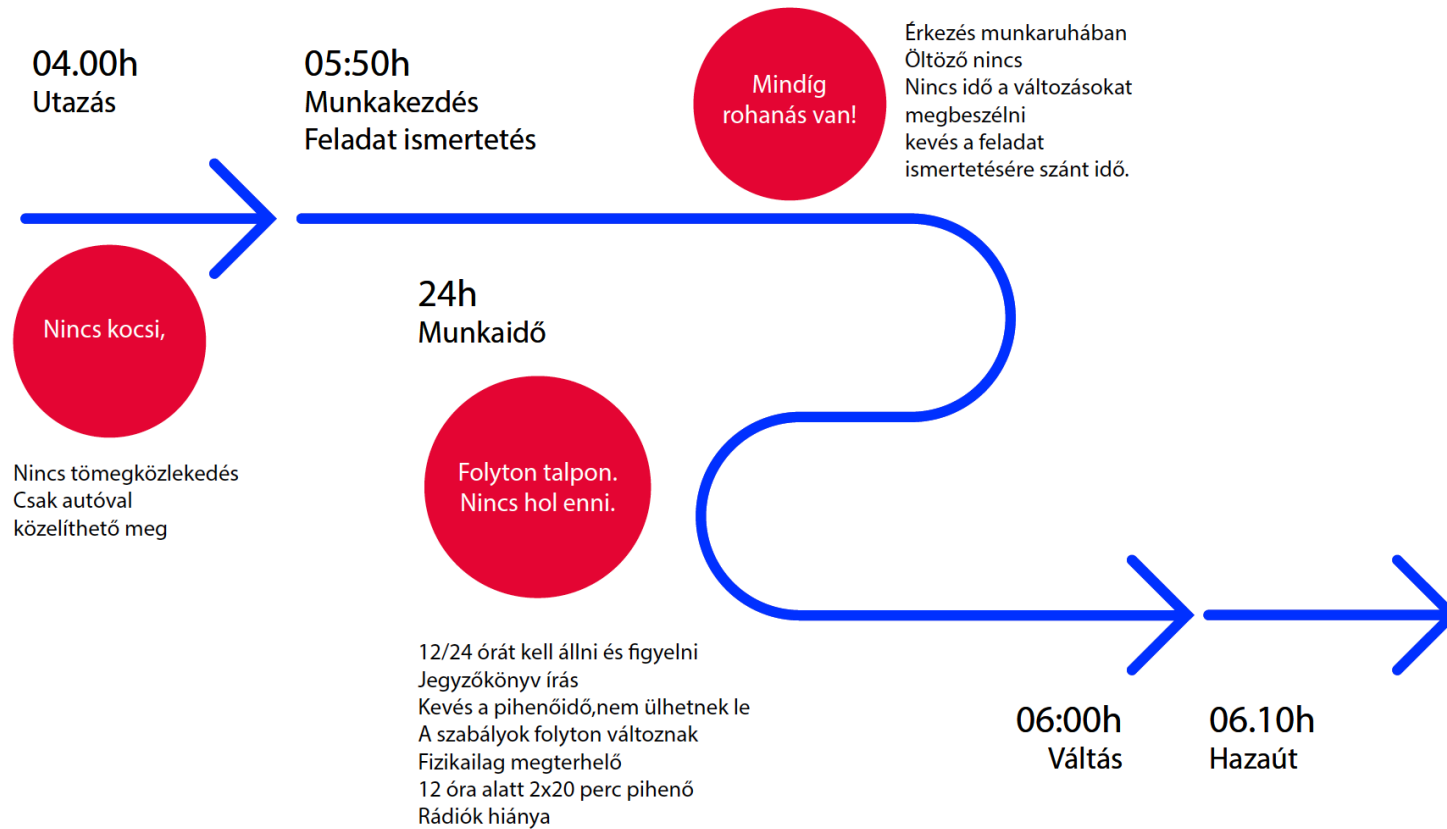 04.00h
Utazás
05:50h
Munkakezdés
Feladat ismertetés
Mindíg
rohanás van!
Érkezés munkaruhában
Öltöző nincs
Nincs idő a változásokat
megbeszélni
kevés a feladat
ismertetésére szánt idő.
Nincs kocsi,
Nincs tömegközlekedés
Csak autóval
közelíthető meg
24h
Munkaidő
Folyton talpon.
Nincs hol enni.
12/24 órát kell állni és figyelni
Jegyzőkönyv írás
Kevés a pihenőidő,nem ülhetnek le
A szabályok folyton változnak
Fizikailag megterhelő
12 óra alatt 2x20 perc pihenő
Rádiók hiánya
06:00h
Váltás
06.10h
Hazaút